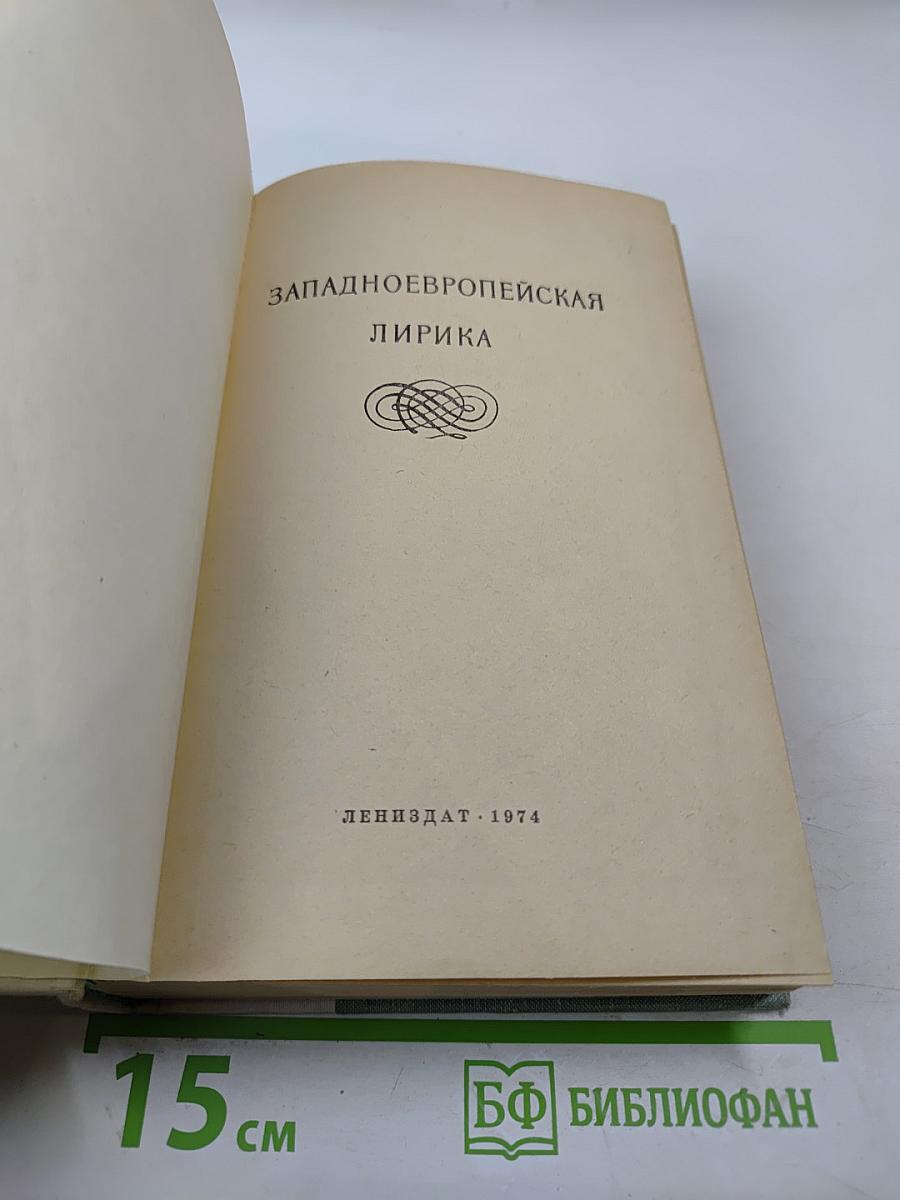 ЗАПАДНОЕВРОПЕЙСКАЯ
ЛИРИКА
ЛЕНИЗДАТ · 1974
15 см
БФ БИБЛИОФАН